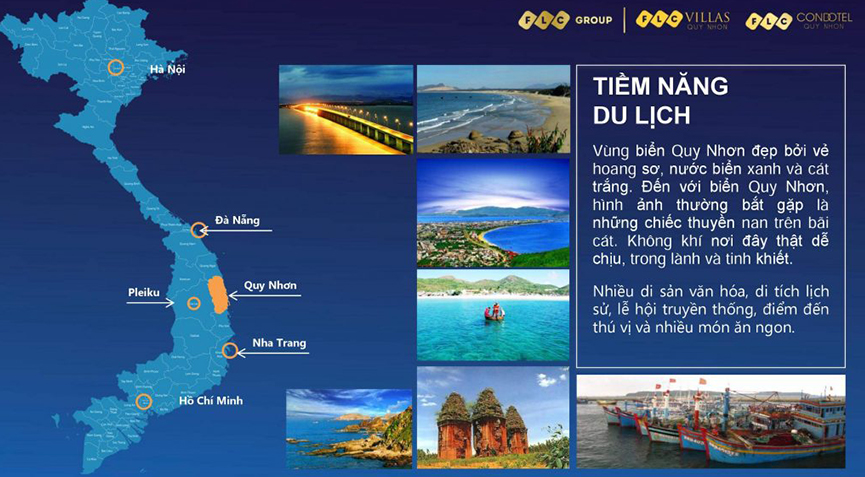 FLC GROUP
FLC VILLAS
QUY NHON
FLC CONDOTEL
QUY NHON
Hà Nội
Đà Nẵng
Quy Nhơn
Pleiku
Nha Trang
Hồ Chí Minh
TIỀM NĂNG
DU LỊCH
Vùng biển Quy Nhơn đẹp bởi vẻ
hoang sơ, nước biển xanh và cát
trắng. Đến với biển Quy Nhơn,
hình ảnh thường bắt gặp là
những chiếc thuyền nan trên bãi
cát. Không khí nơi đây thật dễ
chịu, trong lành và tinh khiết.
Nhiều di sản văn hóa, di tích lịch
sử, lễ hội truyền thống, điểm đến
thú vị và nhiều món ăn ngon.